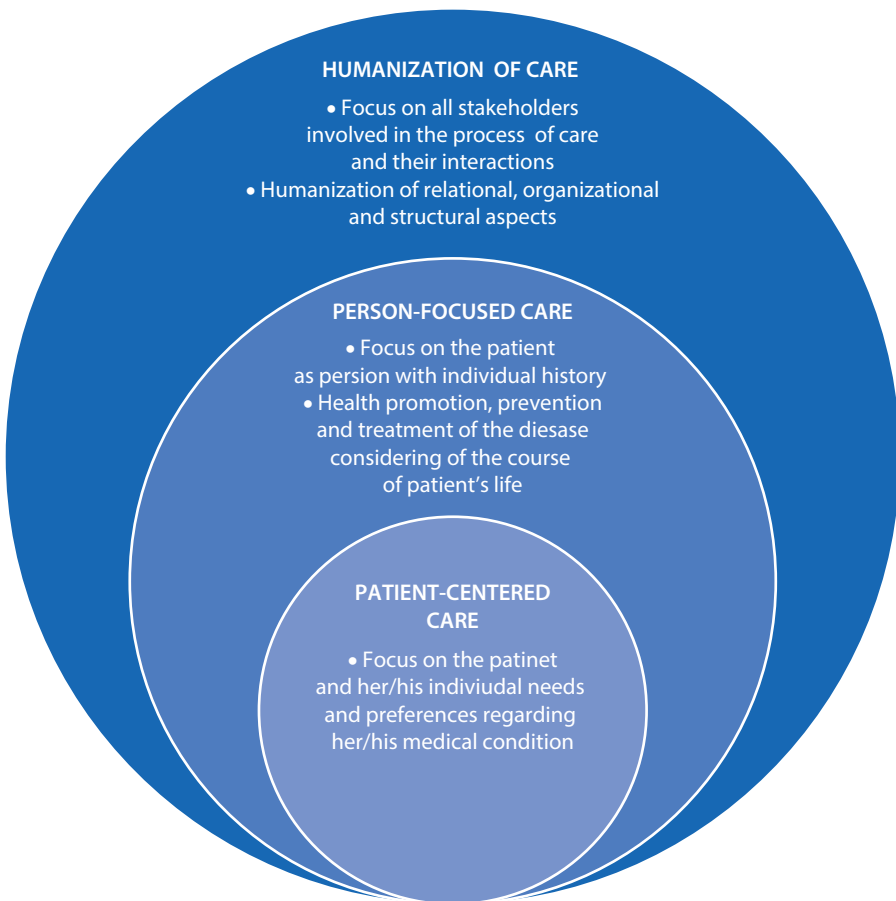 HUMANIZATION OF CARE
• Focus on all stakeholders
involved in the process of care
and their interactions
• Humanization of relational, organizational
and structural aspects
PERSON-FOCUSED CARE
• Focus on the patient
as persion with individual history
• Health promotion, prevention
and treatment of the diesase
considering of the course
of patient's life
PATIENT-CENTERED
CARE
• Focus on the patinet
and her/his indiviudal needs
and preferences regarding
her/his medical condition